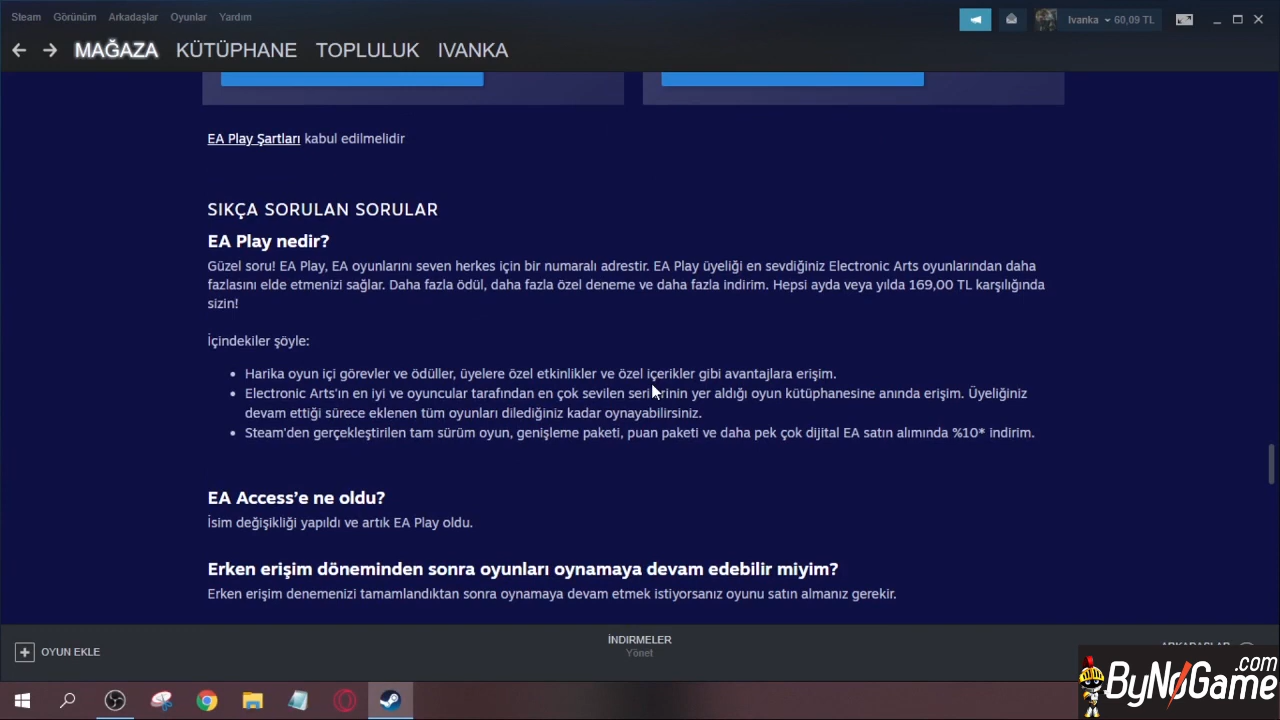 Steam Görünüm Arkadaşlar Oyunlar Yardım
Ivanka 60,09 TL
MAĞAZA KÜTÜPHANE TOPLULUK IVANKA
EA Play Şartları kabul edilmelidir
SIKÇA SORULAN SORULAR
EA Play nedir?
Güzel soru! EA Play, EA oyunlarını seven herkes için bir numaralı adrestir. EA Play üyeliği en sevdiğiniz Electronic Arts oyunlarından daha
fazlasını elde etmenizi sağlar. Daha fazla ödül, daha fazla özel deneme ve daha fazla indirim. Hepsi ayda veya yılda 169,00 TL karşılığında
sizin!
İçindekiler şöyle:
Harika oyun içi görevler ve ödüller, üyelere özel etkinlikler ve özel içerikler gibi avantajlara erişim.
Electronic Arts'ın en iyi ve oyuncular tarafından en çok sevilen serilerinin yer aldığı oyun kütüphanesine anında erişim. Üyeliğiniz
devam ettiği sürece eklenen tüm oyunları dilediğiniz kadar oynayabilirsiniz.
Steam'den gerçekleştirilen tam sürüm oyun, genişleme paketi, puan paketi ve daha pek çok dijital EA satın alımında %10* indirim.
EA Access'e ne oldu?
İsim değişikliği yapıldı ve artık EA Play oldu.
Erken erişim döneminden sonra oyunları oynamaya devam edebilir miyim?
Erken erişim denemenizi tamamlandıktan sonra oynamaya devam etmek istiyorsanız oyunu satın almanız gerekir.
OYUN EKLE
İNDİRMELER
Yönet
ByNoGame.com